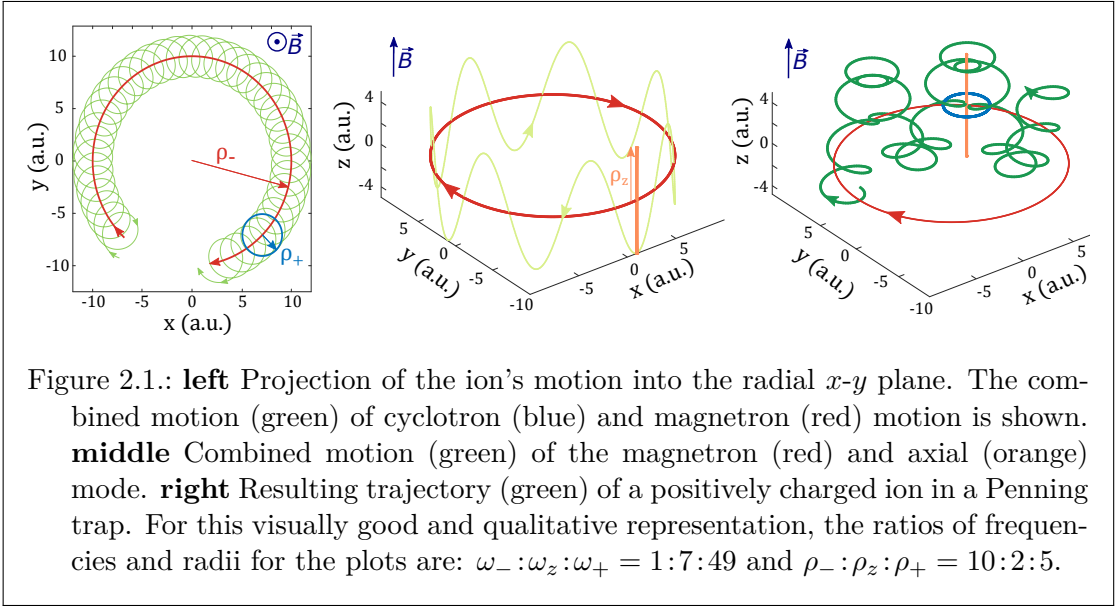 ⊙B⃗
10
5
0
-5
-10
y (a.u.)
ρ₋
ρ₊
-10
-5
0
5
10
x (a.u.)
B⃗
4
0
-4
z (a.u.)
ρz
5
0
-5
-10
y (a.u.)
-5
0
5
x (a.u.)
B⃗
4
0
-4
z (a.u.)
5
0
-5
-10
y (a.u.)
-5
0
5
x (a.u.)
Figure 2.1.: left Projection of the ion's motion into the radial x-y plane. The com-
bined motion (green) of cyclotron (blue) and magnetron (red) motion is shown.
middle Combined motion (green) of the magnetron (red) and axial (orange)
mode. right Resulting trajectory (green) of a positively charged ion in a Penning
trap. For this visually good and qualitative representation, the ratios of frequen-
cies and radii for the plots are: ω₋:ωz:ω₊ = 1:7:49 and ρ₋:ρz:ρ₊ = 10:2:5.